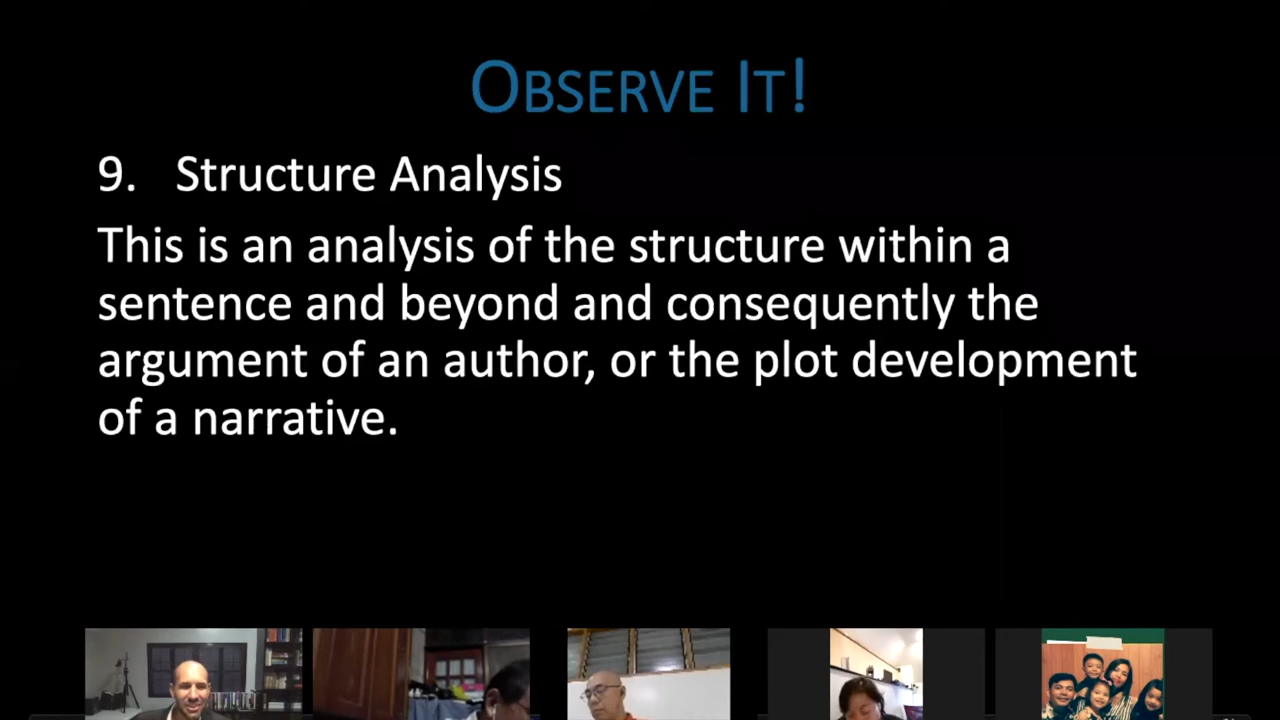 OBSERVE IT!
9. Structure Analysis
This is an analysis of the structure within a
sentence and beyond and consequently the
argument of an author, or the plot development
of a narrative.